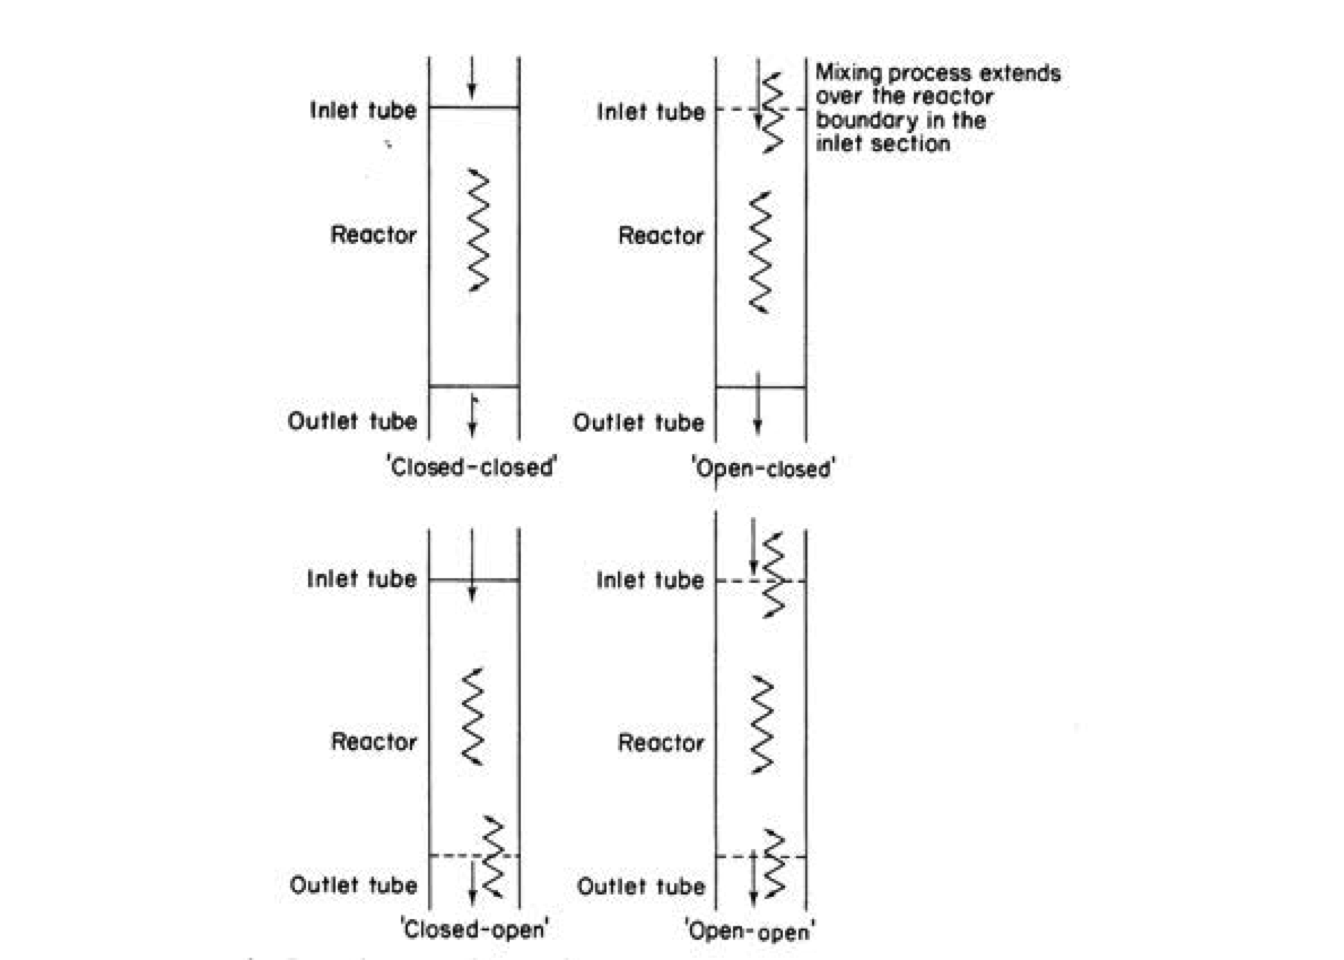 Inlet tube
Reactor
Outlet tube
'Closed-closed'
Inlet tube
Mixing process extends
over the reactor
boundary in the
inlet section
Reactor
Outlet tube
'Open-closed'
Inlet tube
Reactor
Outlet tube
'Closed-open'
Inlet tube
Reactor
Outlet tube
'Open-open'